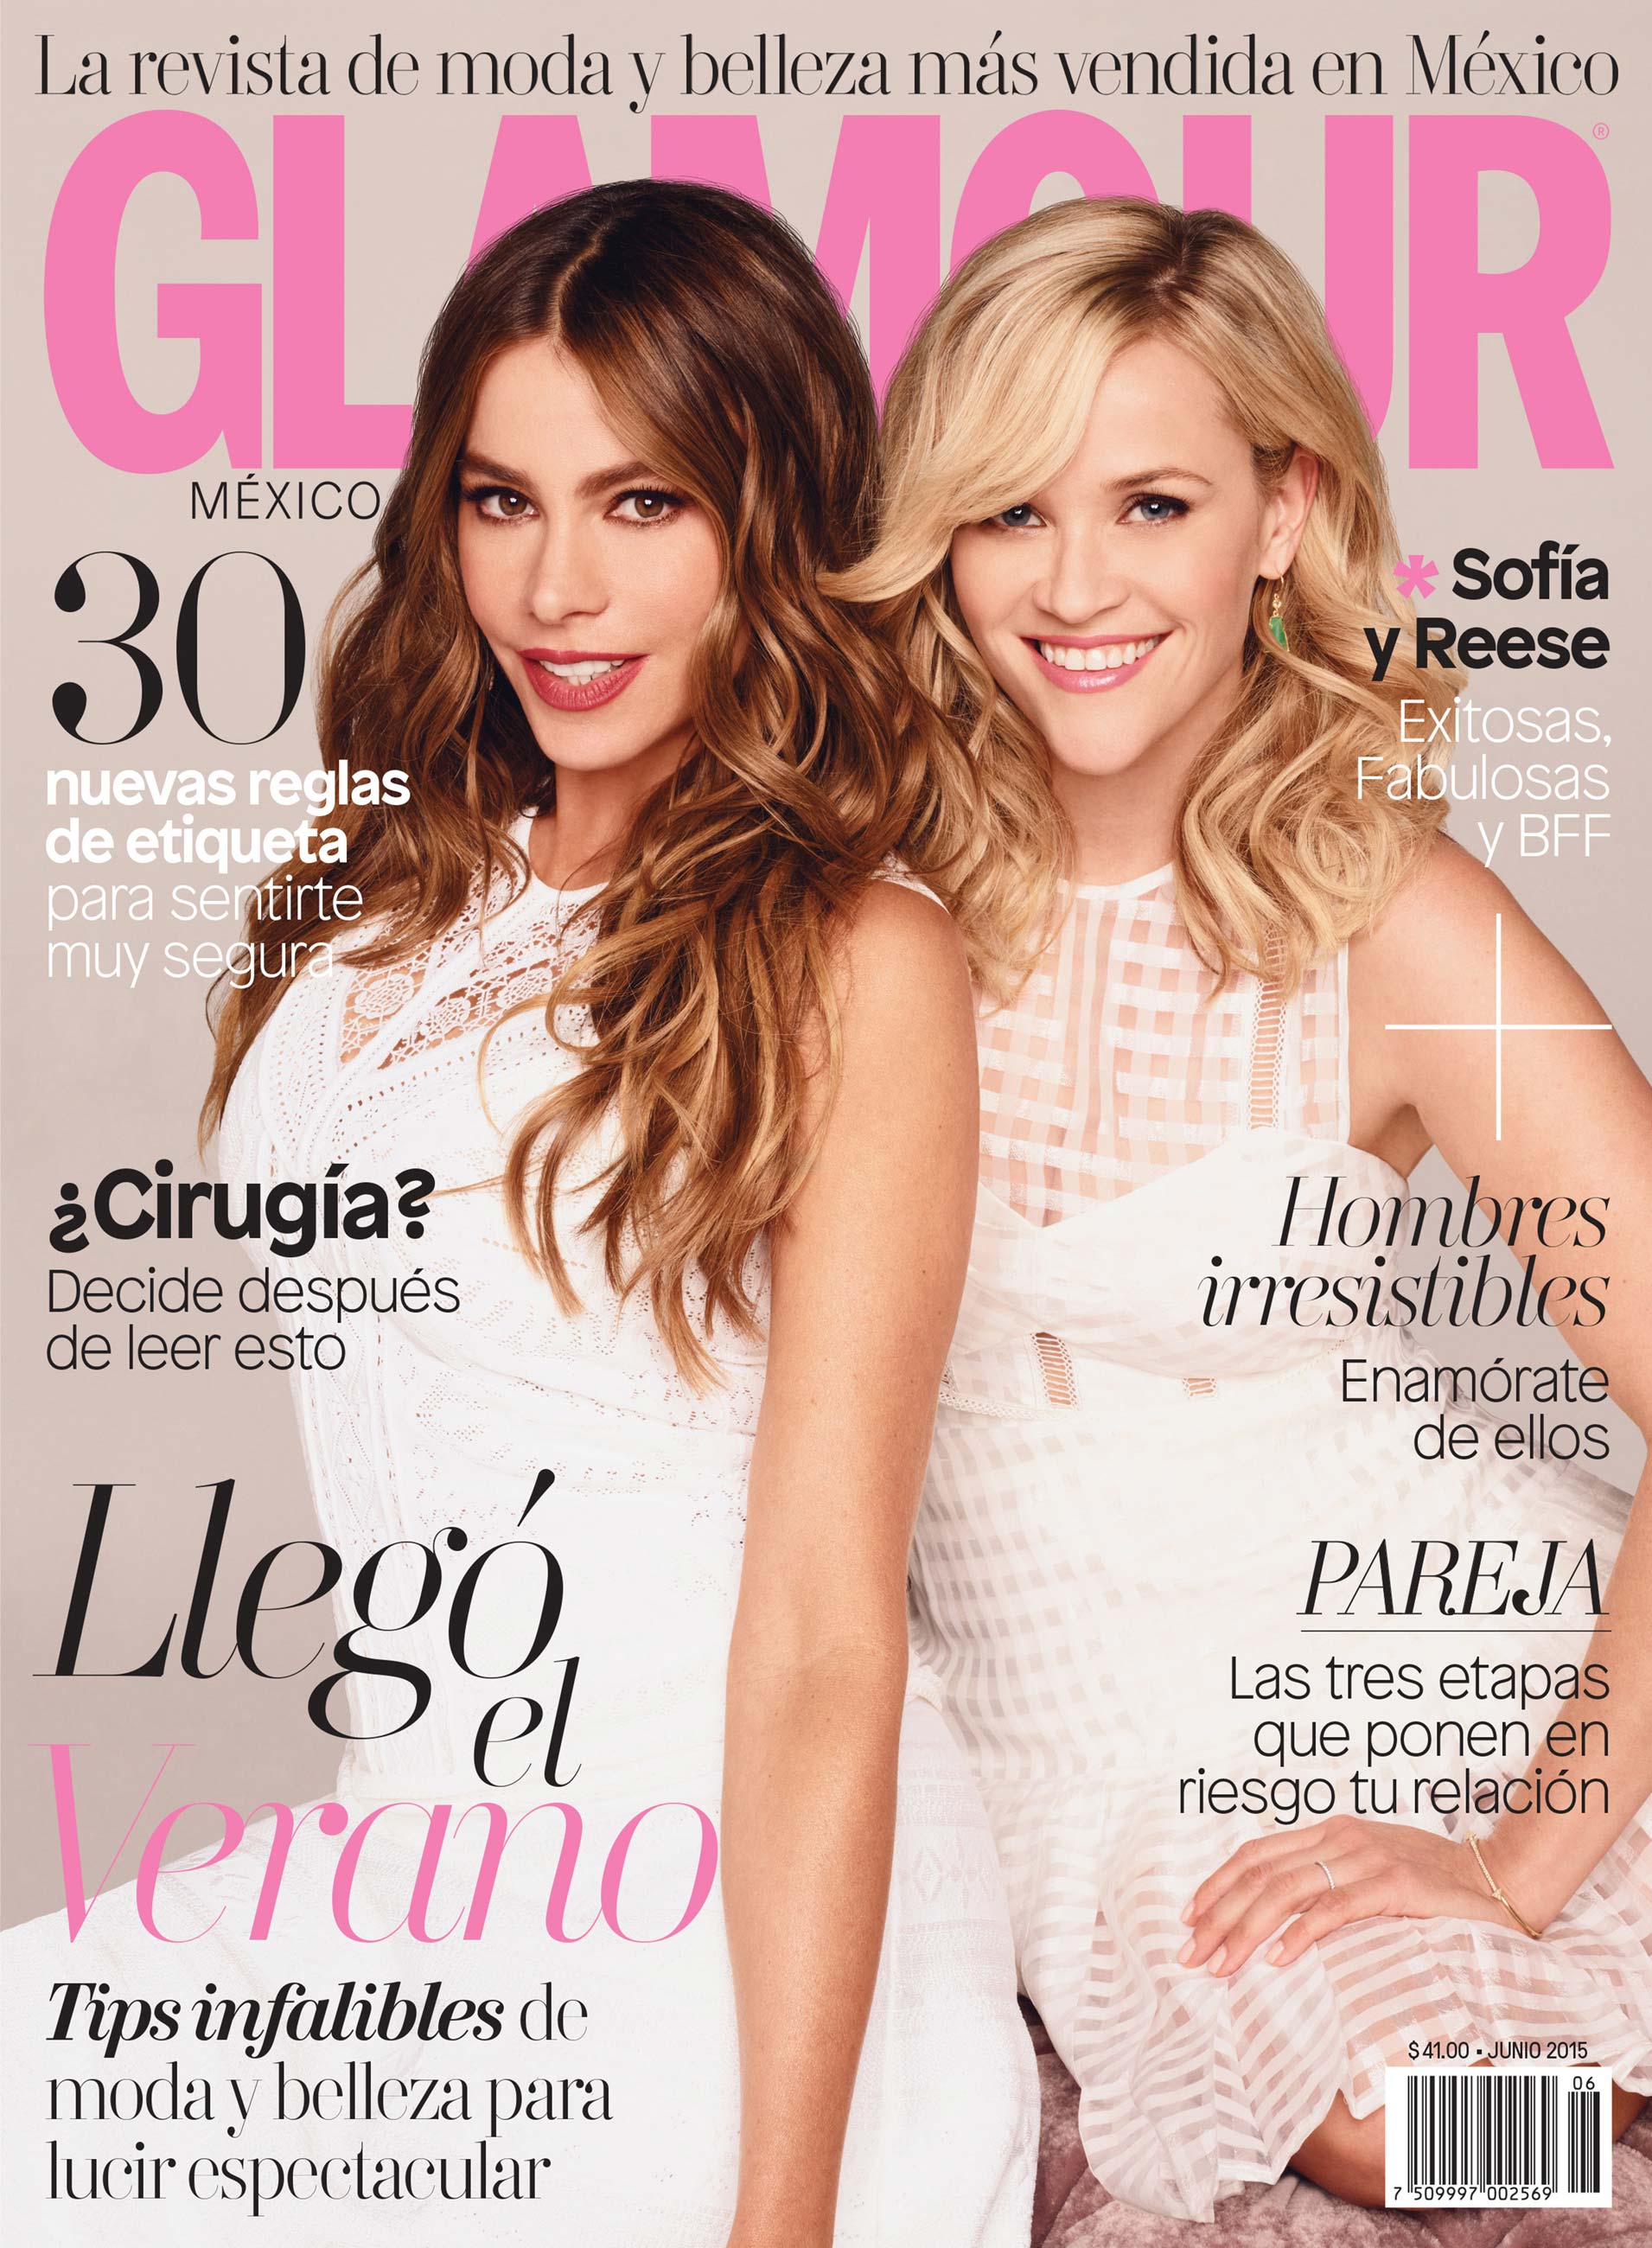 La revista de moda y belleza más vendida en México
GLAMOUR®
MÉXICO
30
nuevas reglas
de etiqueta
para sentirte
muy segura
* Sofía
y Reese
Exitosas,
Fabulosas
y BFF
+
¿Cirugía?
Decide después
de leer esto
Hombres
irresistibles
Enamórate
de ellos
Llegó
el
Verano
Tips infalibles de
moda y belleza para
lucir espectacular
PAREJA
Las tres etapas
que ponen en
riesgo tu relación
$41.00 ▪ JUNIO 2015
06
7 509997 002569